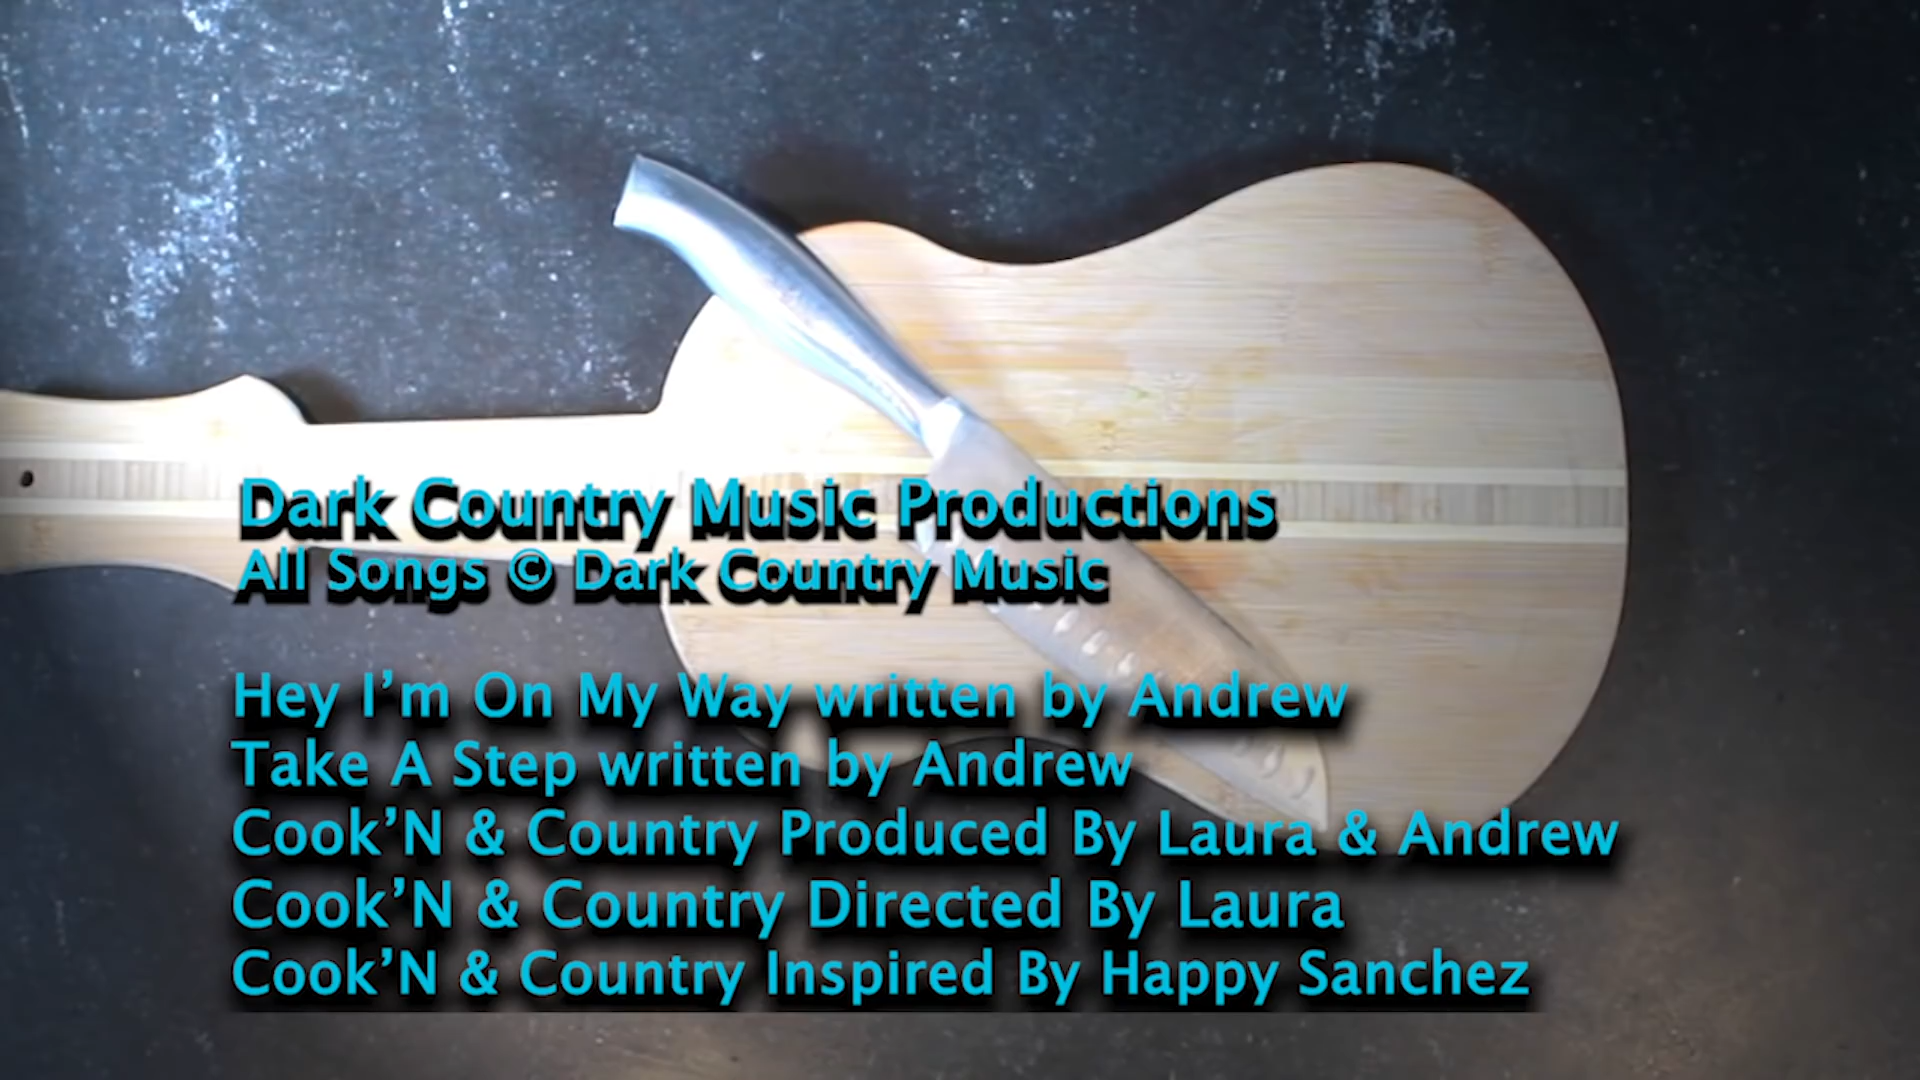 Dark Country Music Productions
All Songs © Dark Country Music
Hey I’m On My Way written by Andrew
Take A Step written by Andrew
Cook’N & Country Produced By Laura & Andrew
Cook’N & Country Directed By Laura
Cook’N & Country Inspired By Happy Sanchez